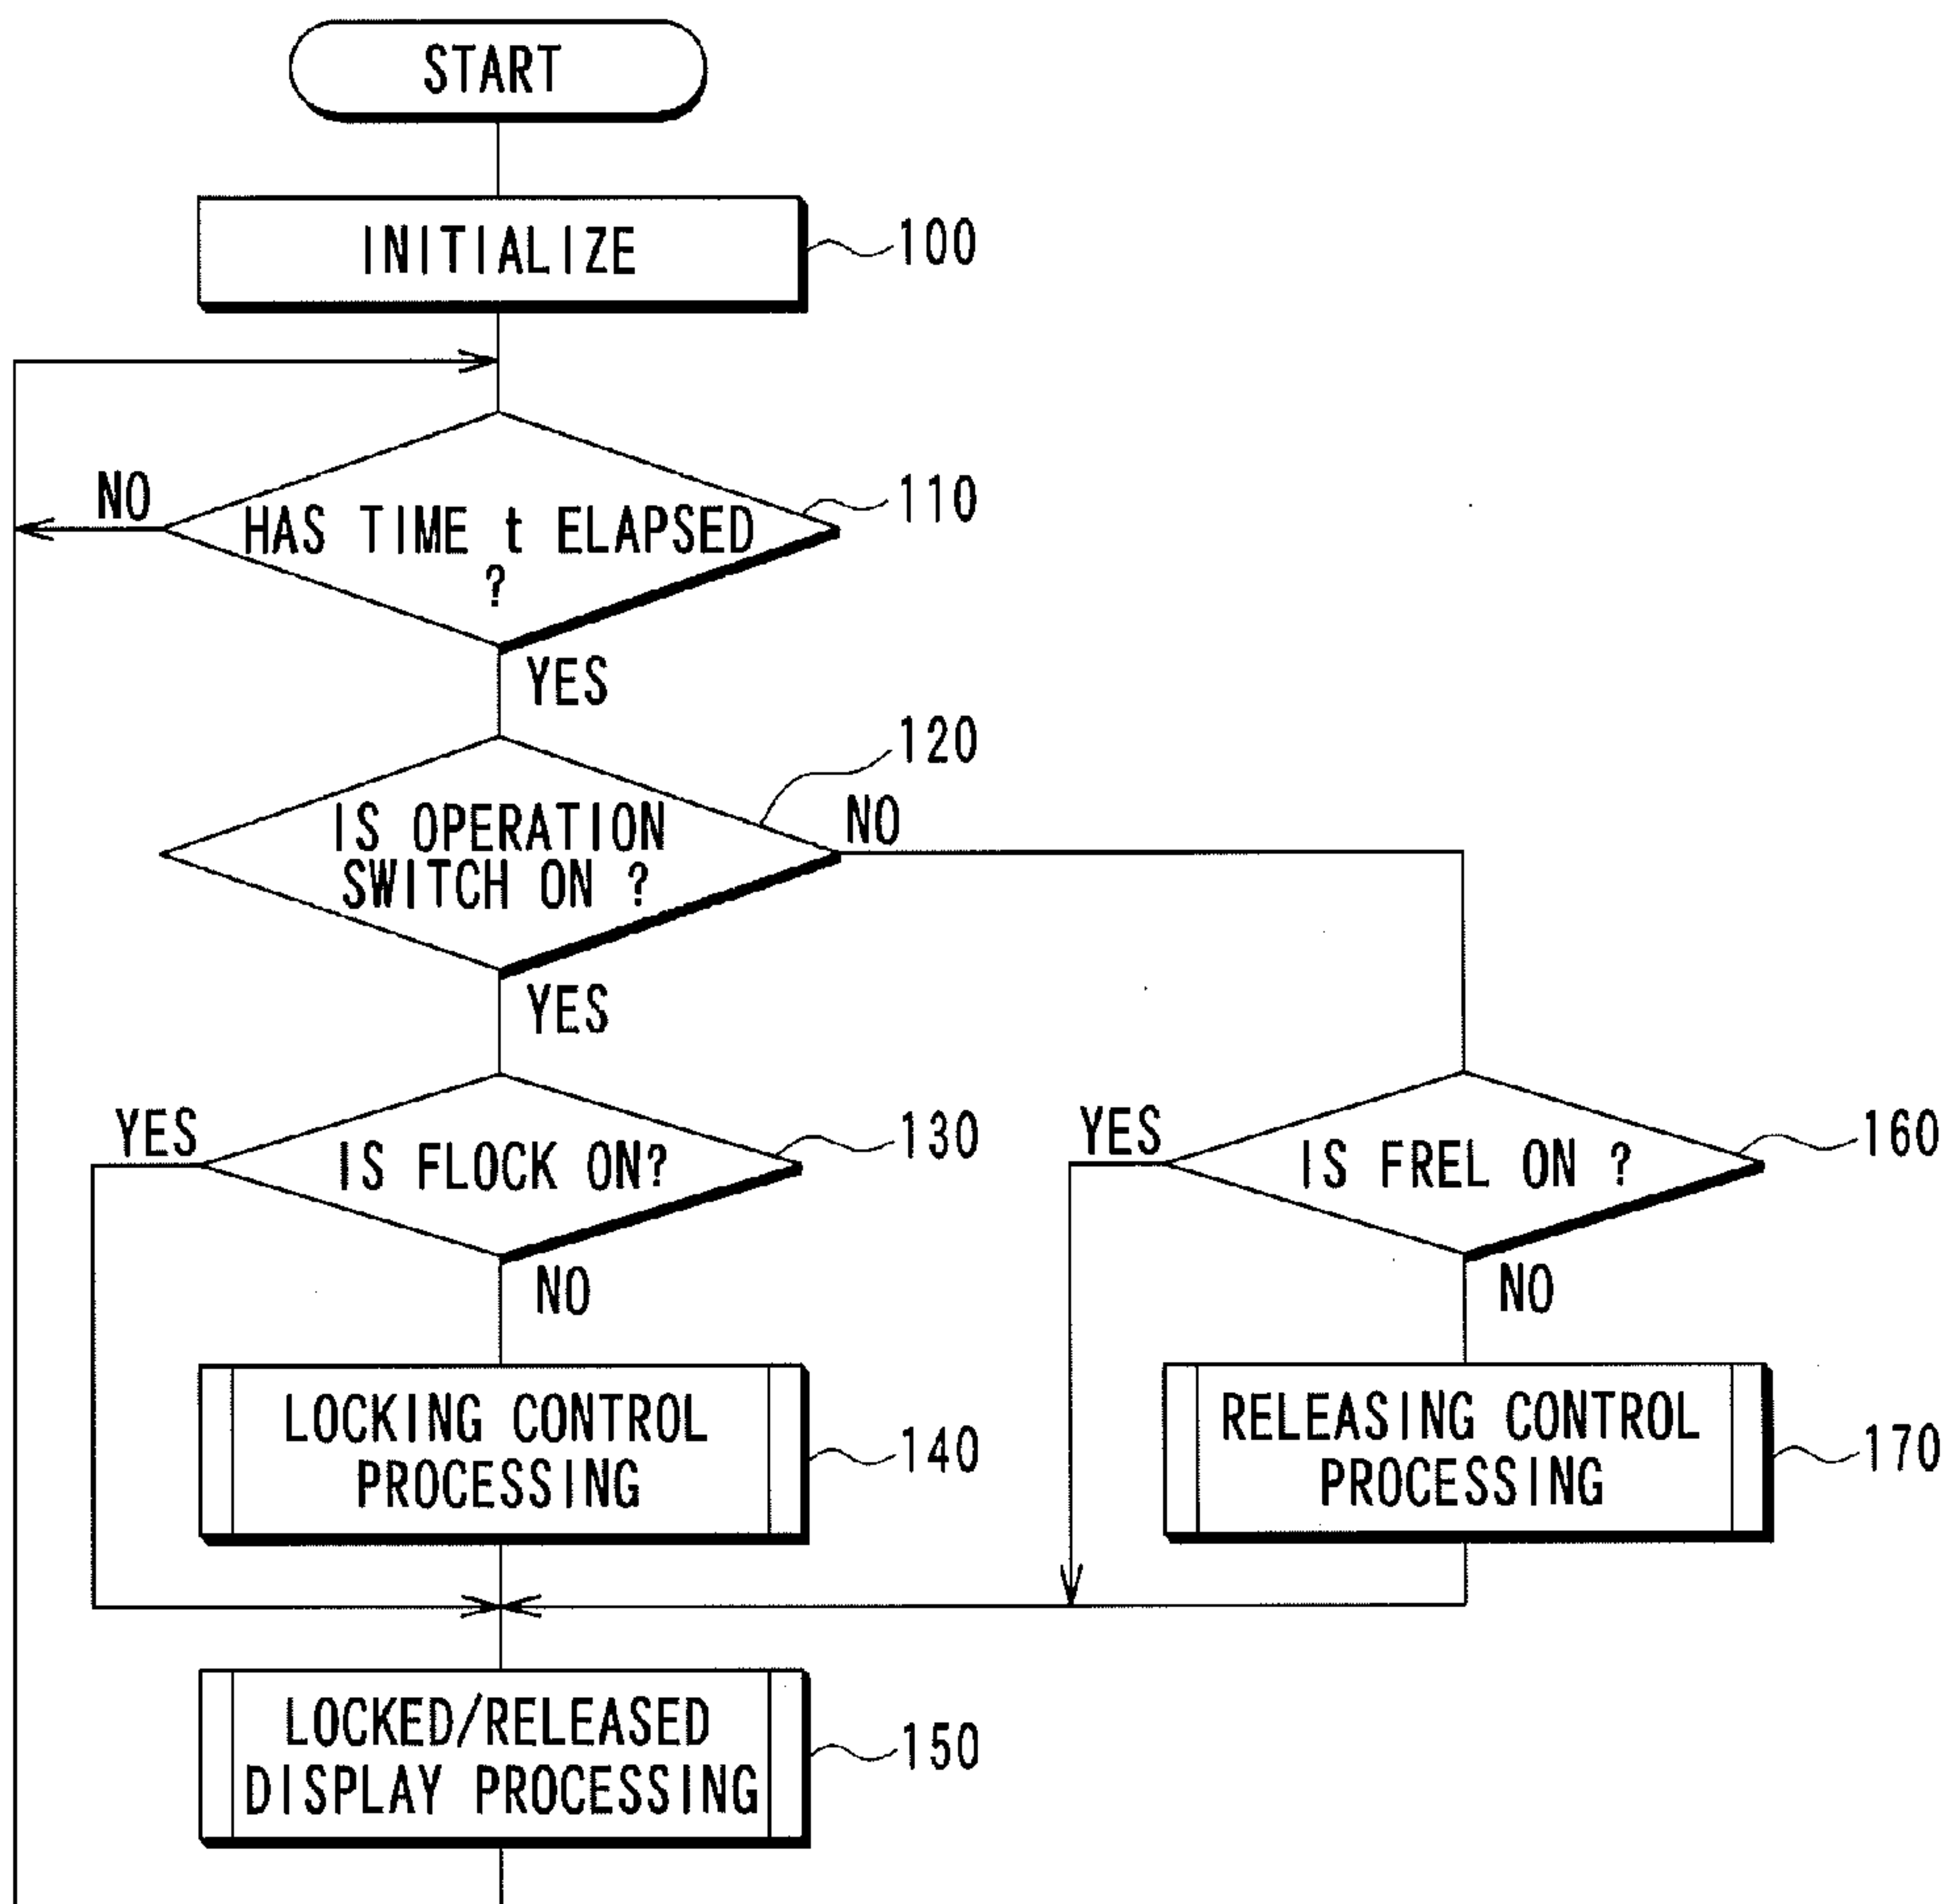 START
INITIALIZE
100
NO
HAS TIME t ELAPSED
?
110
YES
120
IS OPERATION
SWITCH ON ?
NO
YES
YES
IS FLOCK ON?
130
NO
YES
IS FREL ON ?
160
NO
LOCKING CONTROL
PROCESSING
140
RELEASING CONTROL
PROCESSING
170
LOCKED/RELEASED
DISPLAY PROCESSING
150